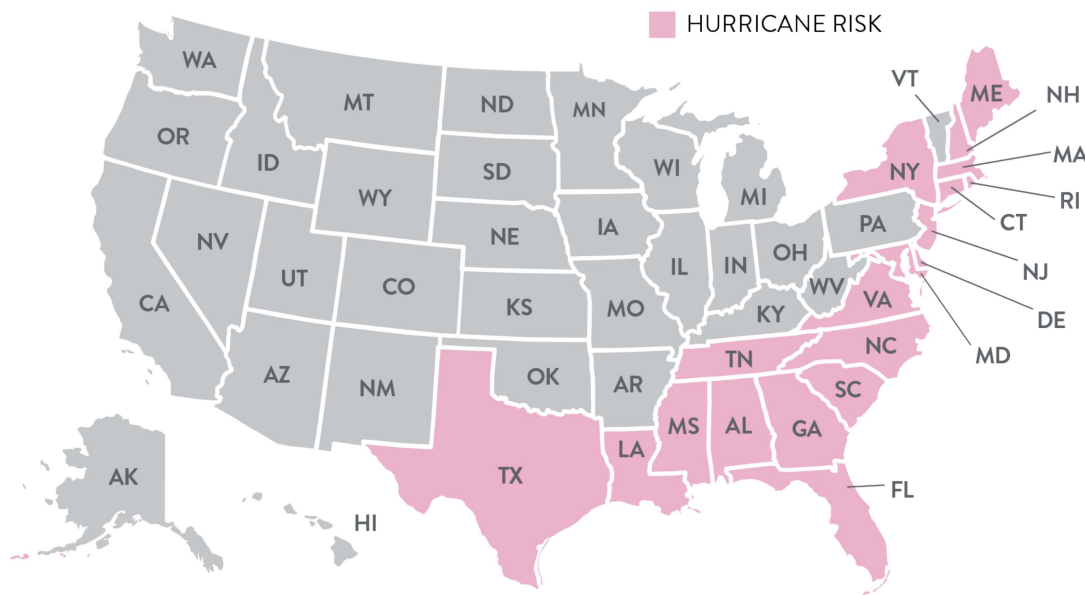 HURRICANE RISK
WA
MT
ND
MN
VT
ME
NH
OR
ID
SD
WI
MI
NY
MA
RI
WY
CT
NV
NE
IA
PA
NJ
UT
CO
IL
IN
OH
WV
VA
DE
CA
KS
MO
KY
MD
AZ
NM
OK
AR
TN
NC
SC
MS
AL
GA
LA
TX
FL
AK
HI